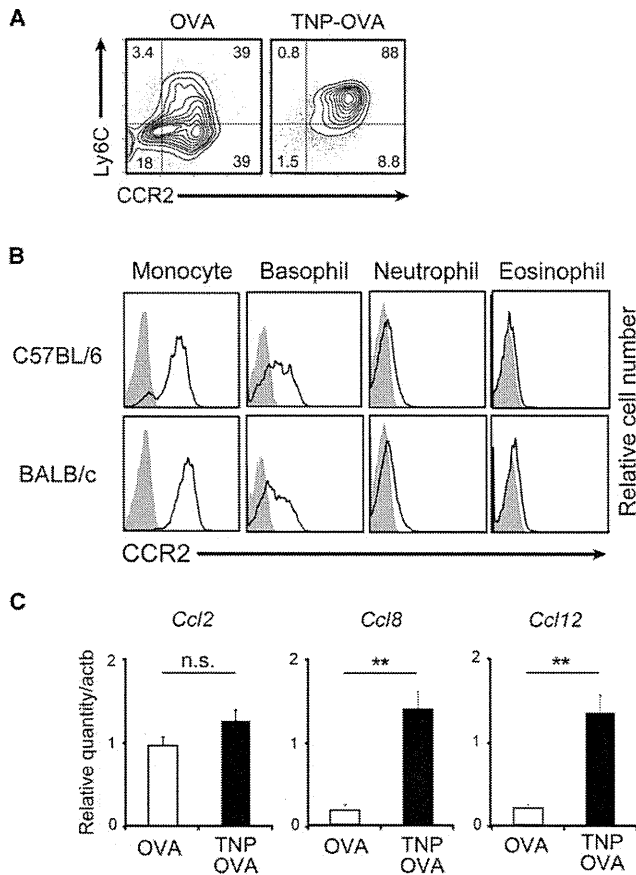 A
OVA TNP-OVA
3.4 39 0.8 88
Ly6C
18 39 1.5 8.8
CCR2
B
Monocyte Basophil Neutrophil Eosinophil
C57BL/6
BALB/c
Relative cell number
CCR2
C
Ccl2 Ccl8 Ccl12
Relative quantity/actb
2 2 2
n.s. ** **
1 1 1
0 0 0
OVA TNP OVA TNP OVA TNP
OVA OVA OVA